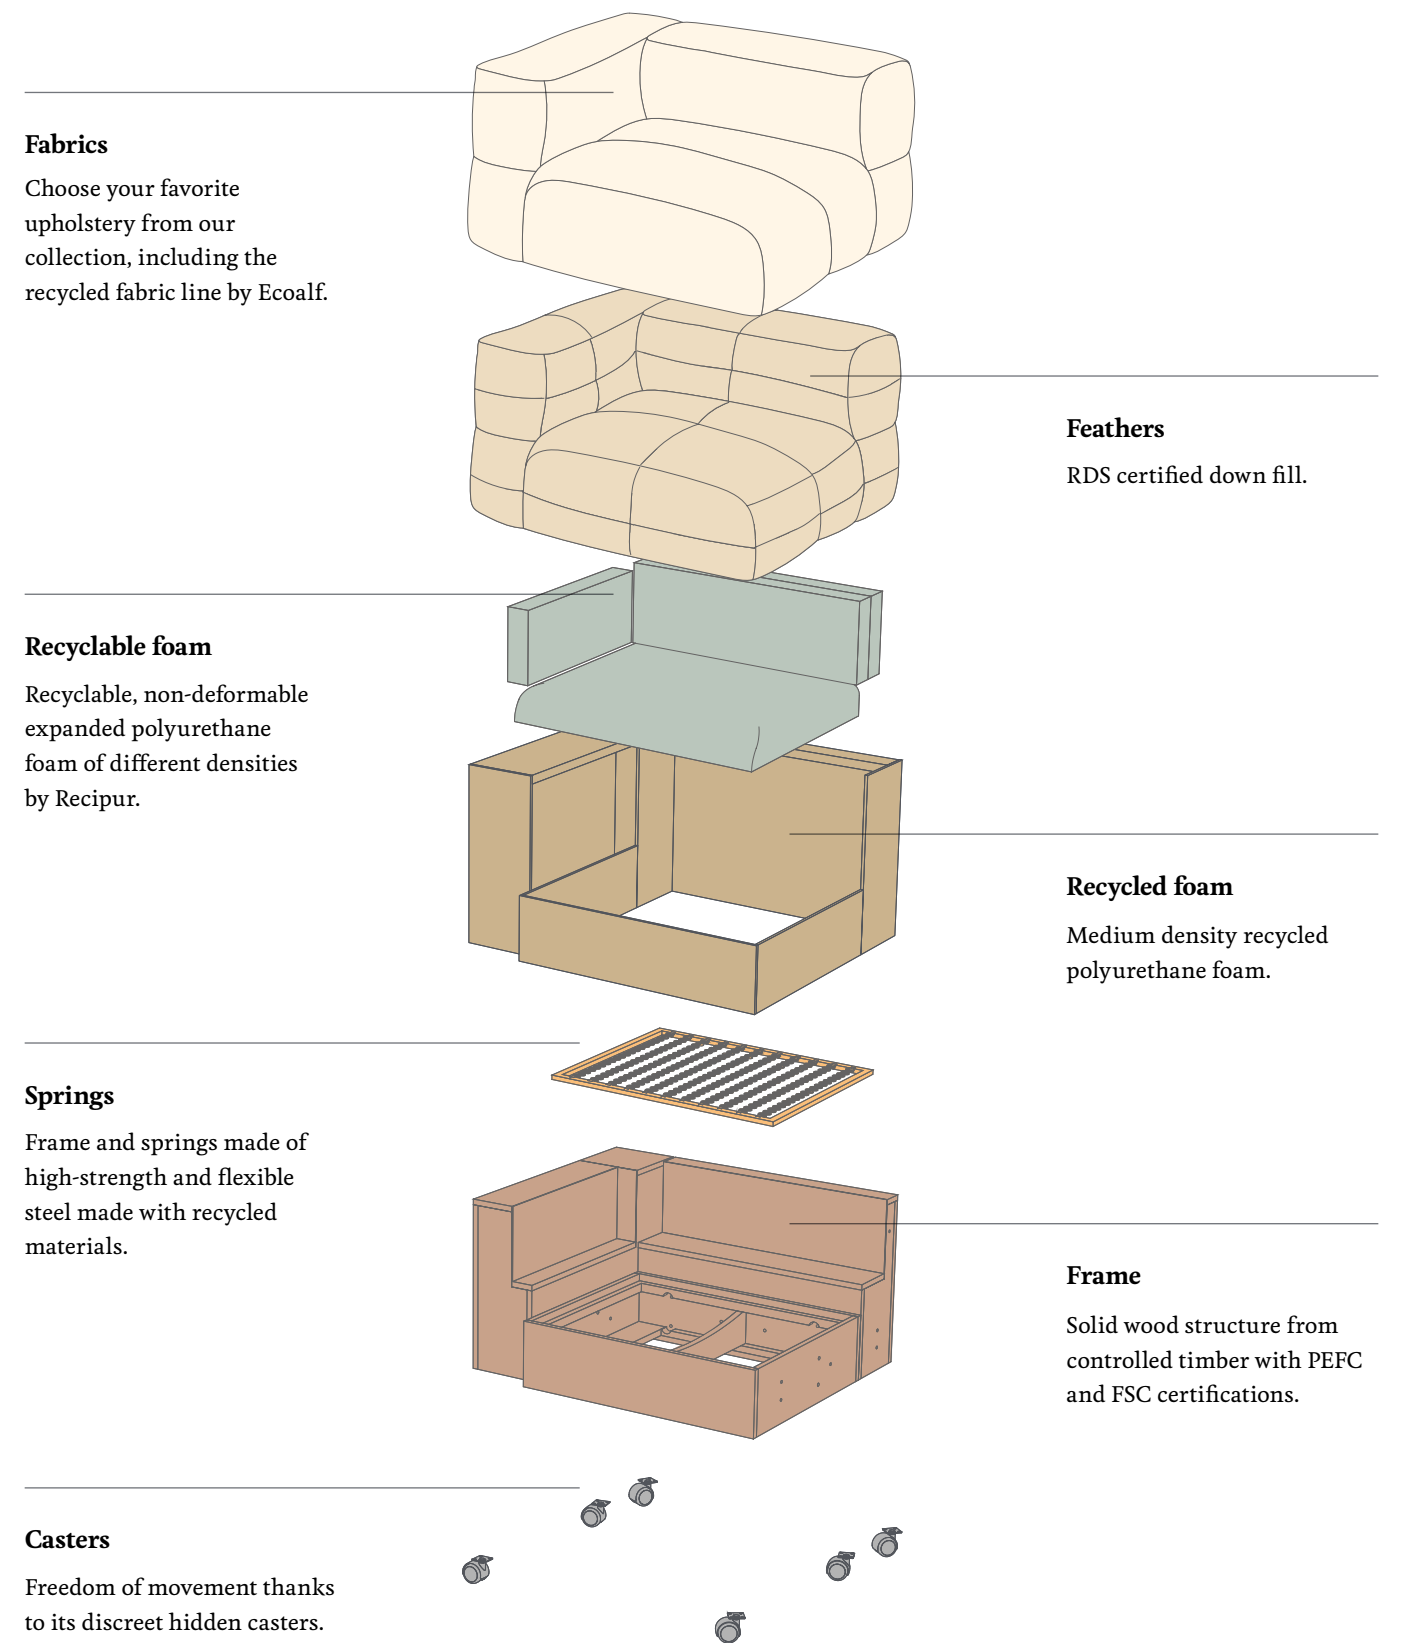 Fabrics
Choose your favorite
upholstery from our
collection, including the
recycled fabric line by Ecoalf.
Feathers
RDS certified down fill.
Recyclable foam
Recyclable, non-deformable
expanded polyurethane
foam of different densities
by Recipur.
Recycled foam
Medium density recycled
polyurethane foam.
Springs
Frame and springs made of
high-strength and flexible
steel made with recycled
materials.
Frame
Solid wood structure from
controlled timber with PEFC
and FSC certifications.
Casters
Freedom of movement thanks
to its discreet hidden casters.